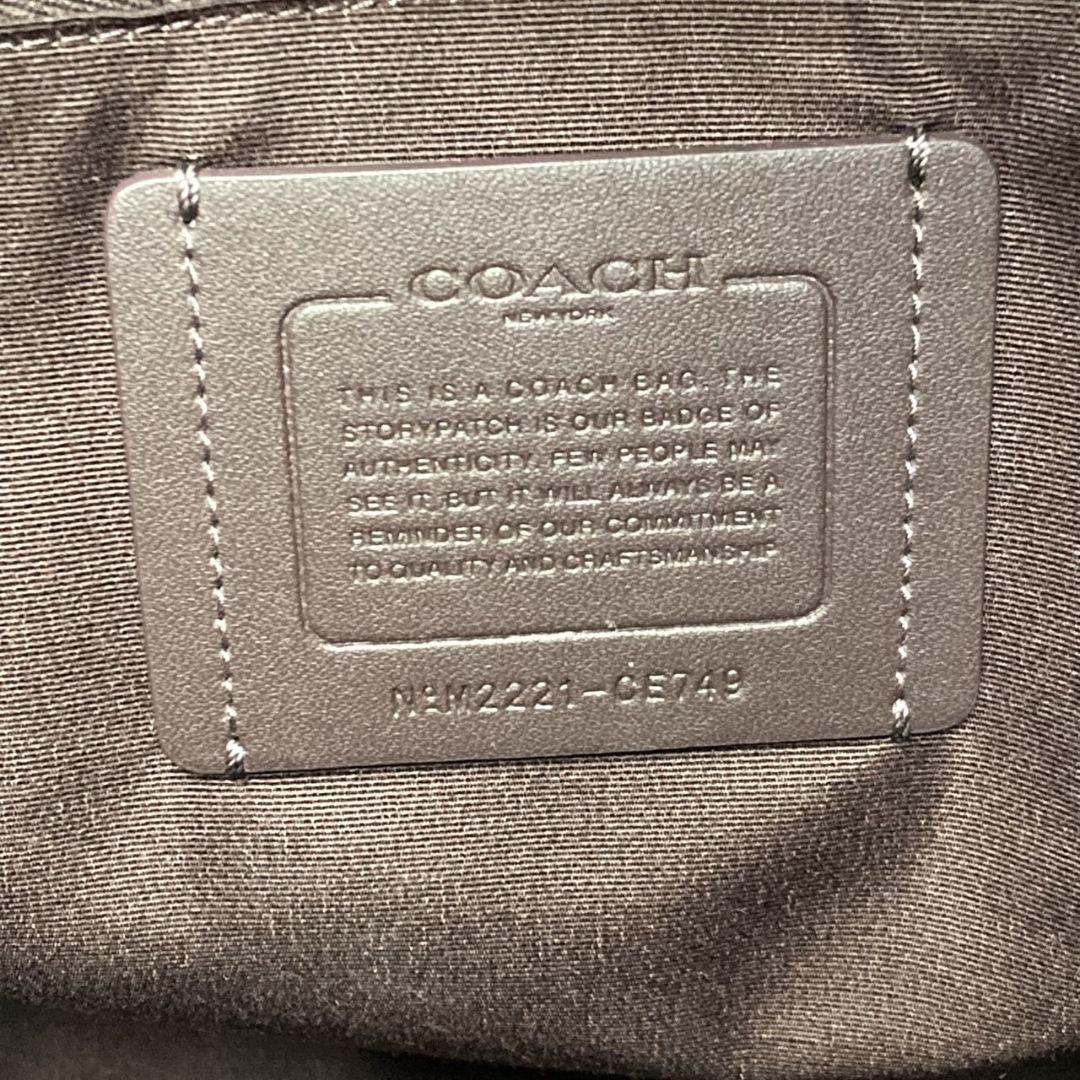 COACH
NEW YORK
THIS IS A COACH BAG. THE
STORYPATCH IS OUR BADGE OF
AUTHENTICITY. FEW PEOPLE MAY
SEE IT, BUT IT WILL ALWAYS BE A
REMINDER OF OUR COMMITMENT
TO QUALITY AND CRAFTSMANSHIP.
-CE749